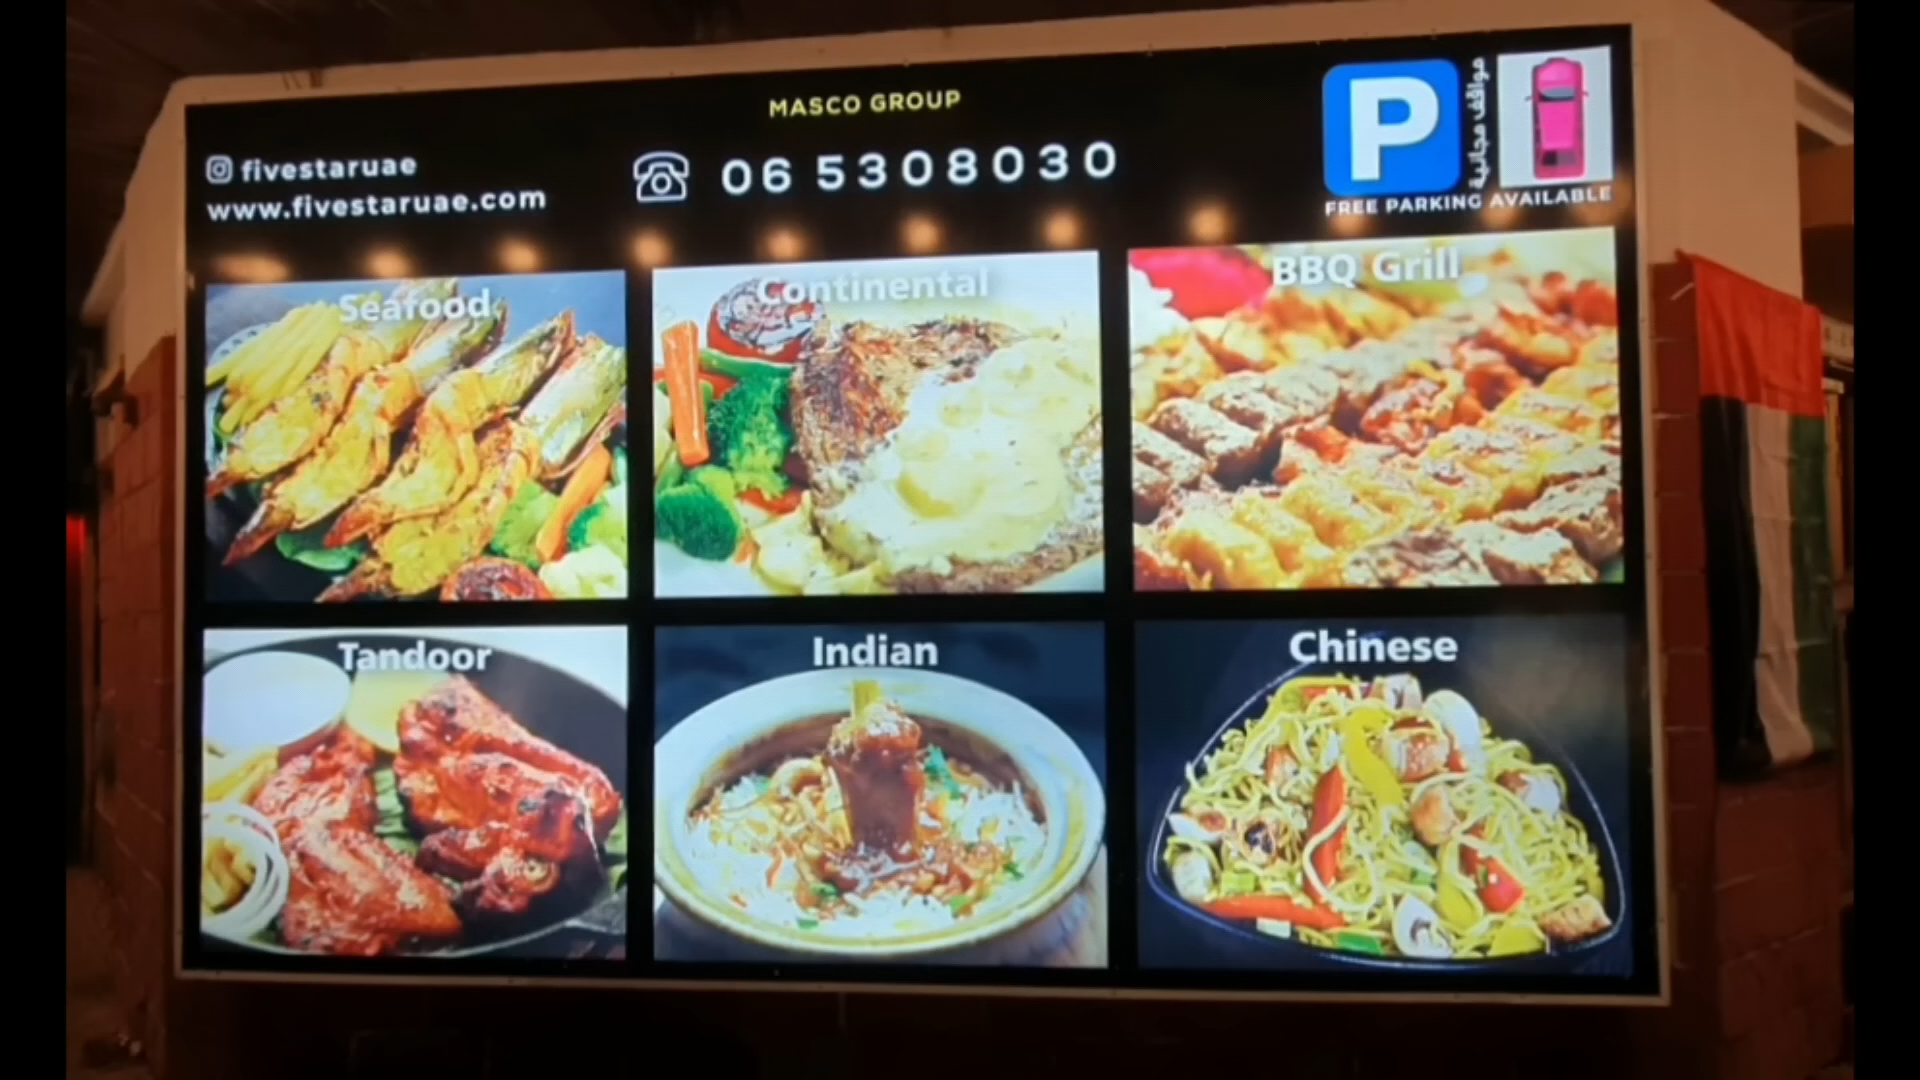 MASCO GROUP
fivestaruae
www.fivestaruae.com
06 5308030
P
مواقف مجانية
FREE PARKING AVAILABLE
Seafood
Continental
BBQ Grill
Tandoor
Indian
Chinese